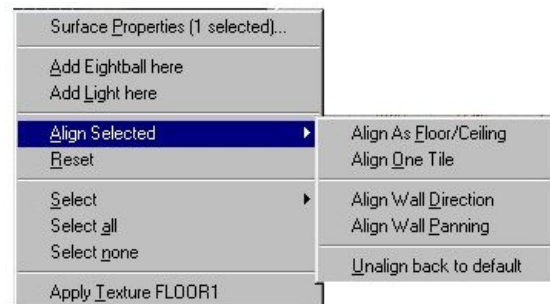 Surface Properties (1 selected)...
Add Eightball here
Add Light here
Align Selected
Reset
Select
Select all
Select none
Apply Texture FLOOR1
Align As Floor/Ceiling
Align One Tile
Align Wall Direction
Align Wall Panning
Unalign back to default